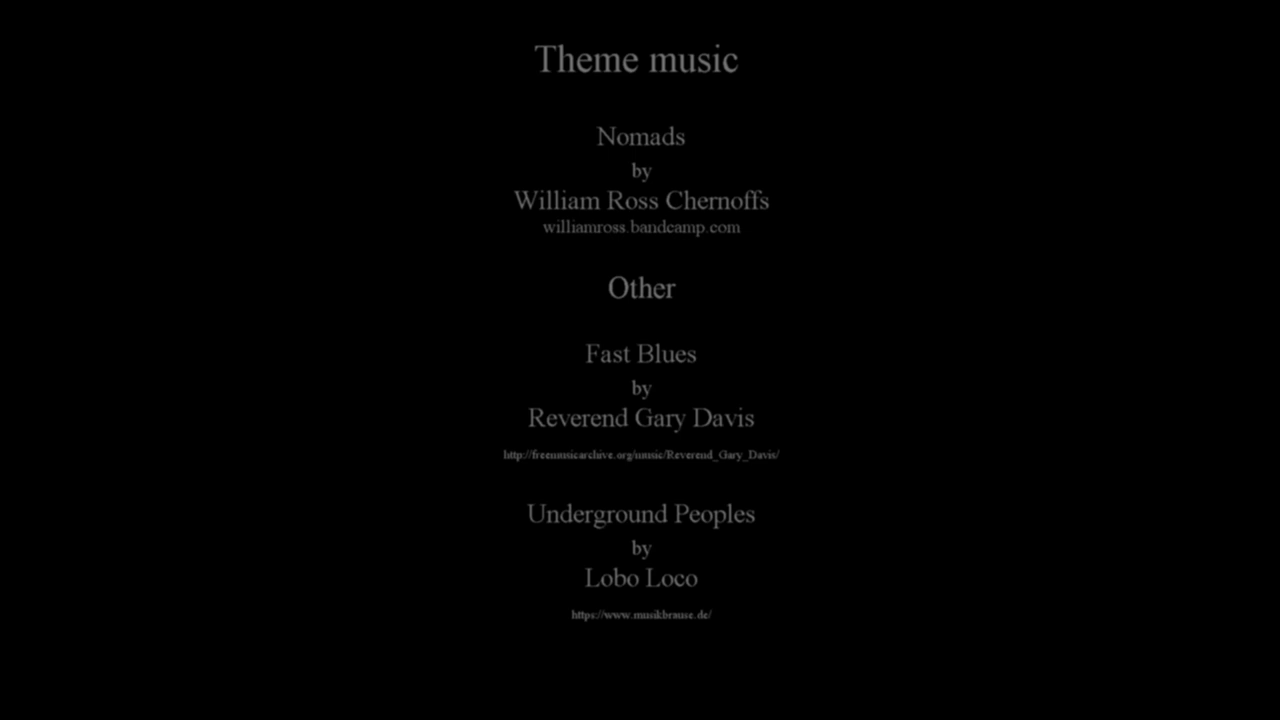 Theme music
Nomads
by
William Ross Chernoffs
williamross.bandcamp.com
Other
Fast Blues
by
Reverend Gary Davis
http://freemusicarchive.org/music/Reverend_Gary_Davis/
Underground Peoples
by
Lobo Loco
https://www.musikbrause.de/